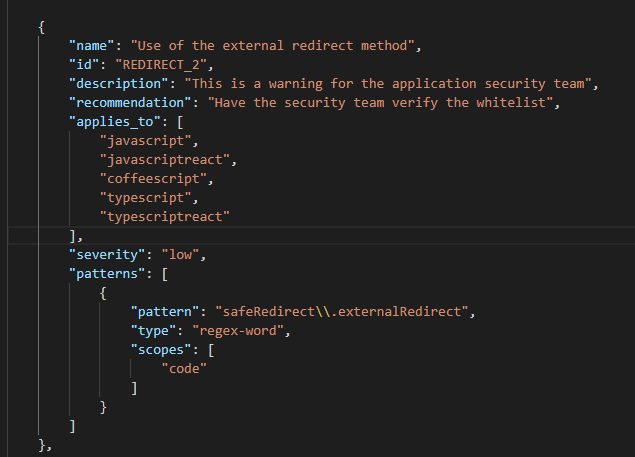 {
"name": "Use of the external redirect method",
"id": "REDIRECT_2",
"description": "This is a warning for the application security team",
"recommendation": "Have the security team verify the whitelist",
"applies_to": [
"javascript",
"javascriptreact",
"coffeescript",
"typescript",
"typescriptreact"
],
"severity": "low",
"patterns": [
{
"pattern": "safeRedirect\\.externalRedirect",
"type": "regex-word",
"scopes": [
"code"
]
}
]
},